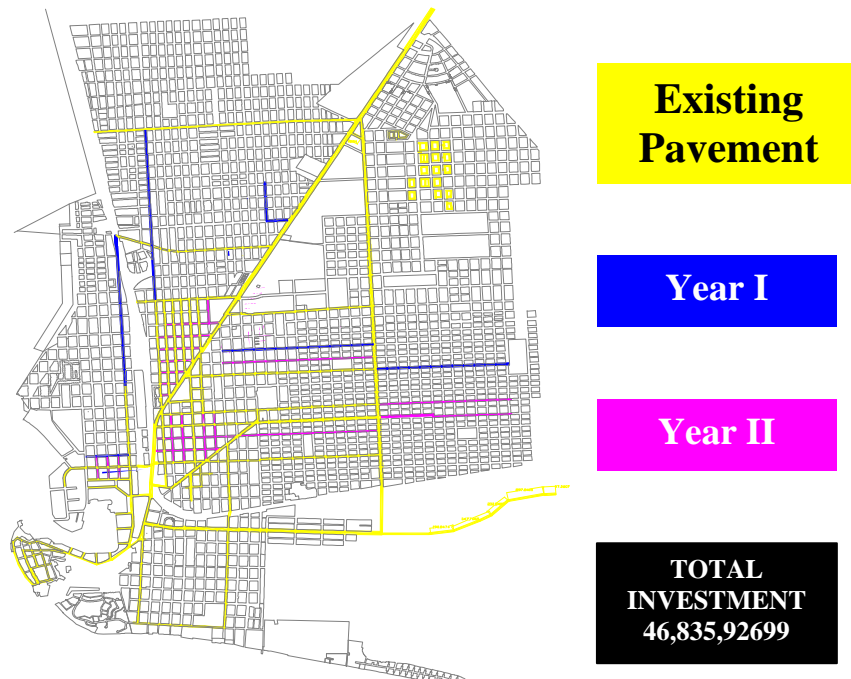 Existing
Pavement
Year I
Year II
TOTAL
INVESTMENT
46,835,92699